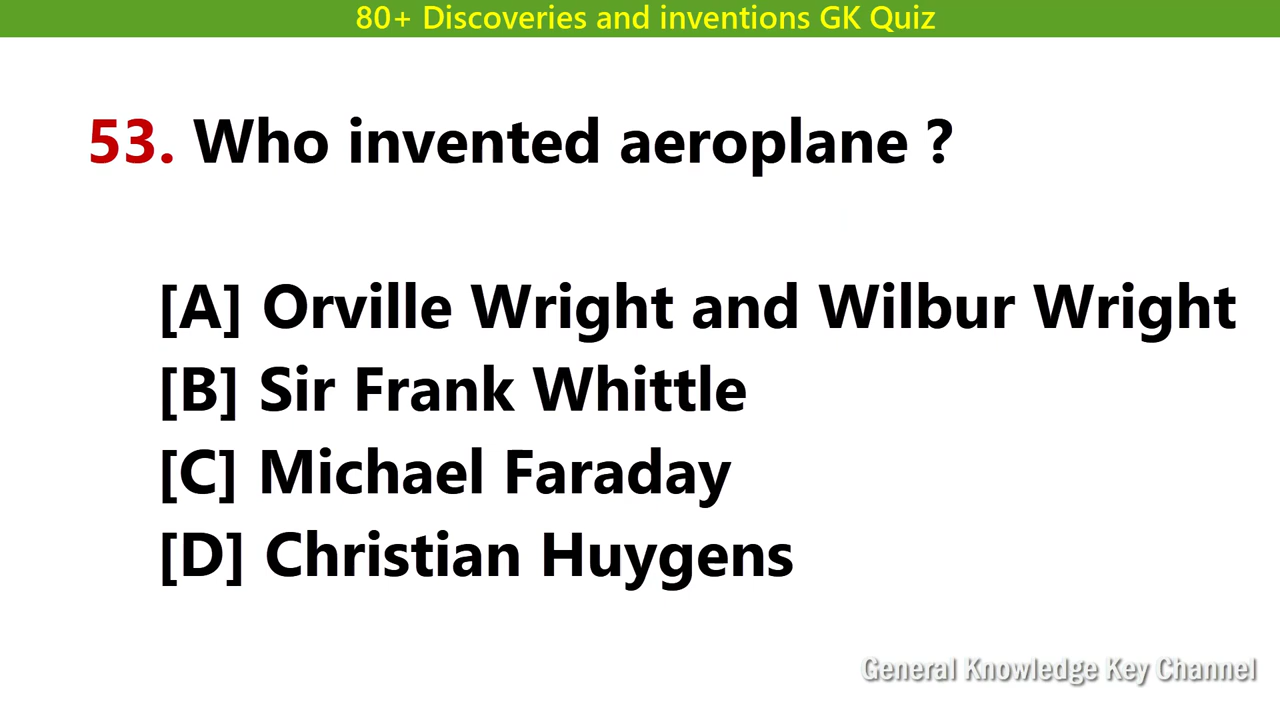 80+ Discoveries and inventions GK Quiz
53. Who invented aeroplane ?
[A] Orville Wright and Wilbur Wright
[B] Sir Frank Whittle
[C] Michael Faraday
[D] Christian Huygens
General Knowledge Key Channel